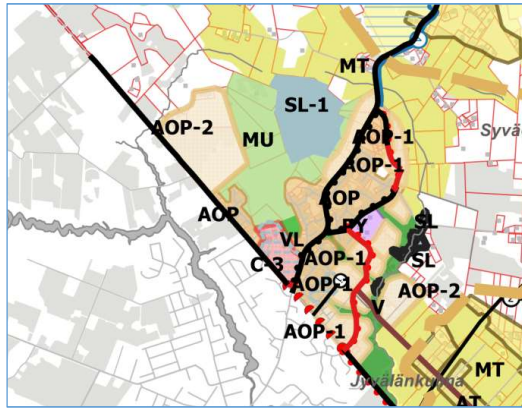 MT
SL-1
AOP-2
MU
AOP-1
AOP-1
Syvä
AOP
AOP
PY
SL
VL
SL
C-3
AOP-1
AOP-1
AOP-2
V
AOP-1
MT
Jyvälänkulma
AT